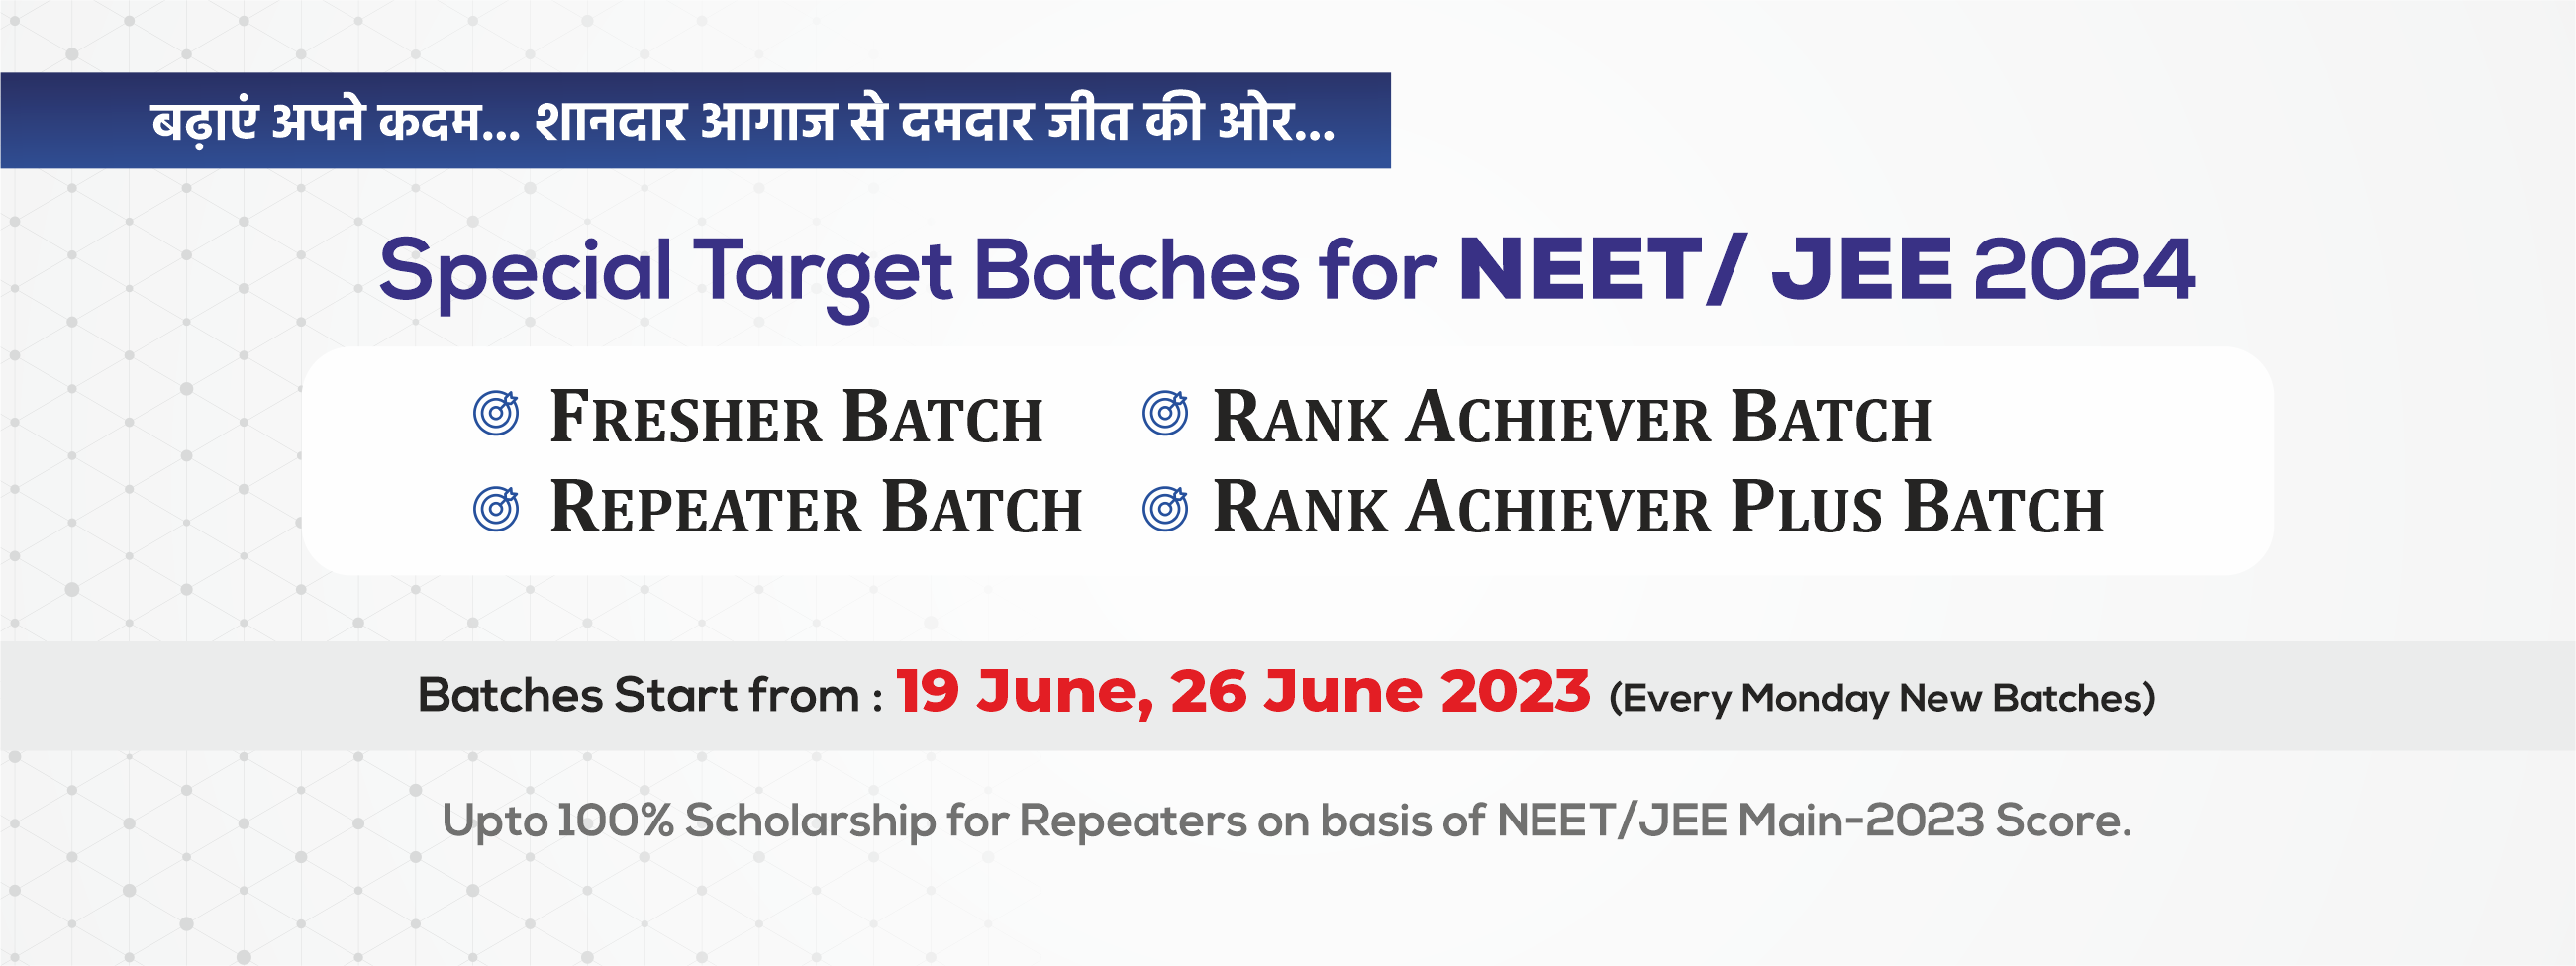 बढ़ाएं अपने कदम... शानदार आगाज से दमदार जीत की ओर...
Special Target Batches for NEET/ JEE 2024
FRESHER BATCH
RANK ACHIEVER BATCH
REPEATER BATCH
RANK ACHIEVER PLUS BATCH
Batches Start from : 19 June, 26 June 2023 (Every Monday New Batches)
Upto 100% Scholarship for Repeaters on basis of NEET/JEE Main-2023 Score.